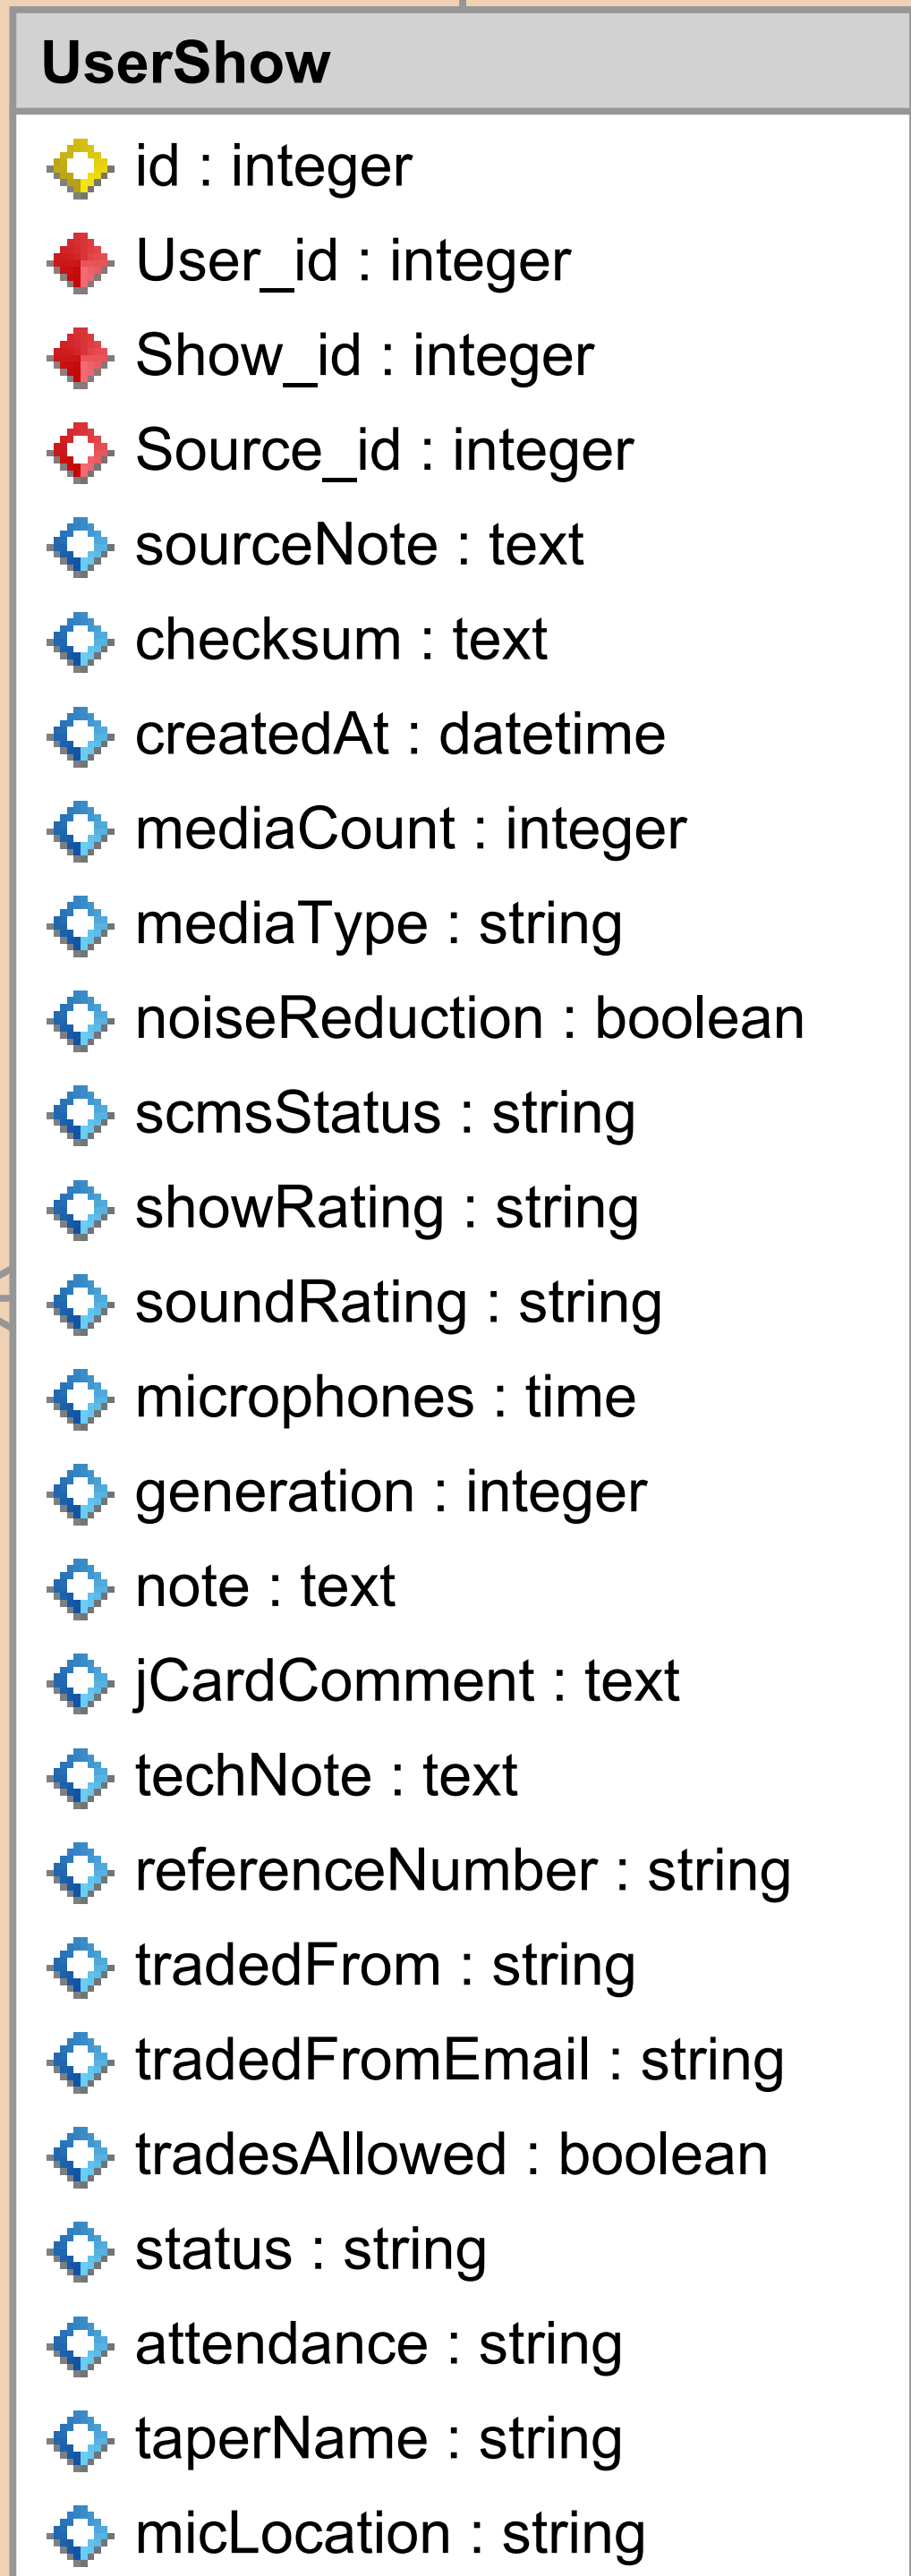 UserShow
id : integer
User_id : integer
Show_id : integer
Source_id : integer
sourceNote : text
checksum : text
createdAt : datetime
mediaCount : integer
mediaType : string
noiseReduction : boolean
scmsStatus : string
showRating : string
soundRating : string
microphones : time
generation : integer
note : text
jCardComment : text
techNote : text
referenceNumber : string
tradedFrom : string
tradedFromEmail : string
tradesAllowed : boolean
status : string
attendance : string
taperName : string
micLocation : string